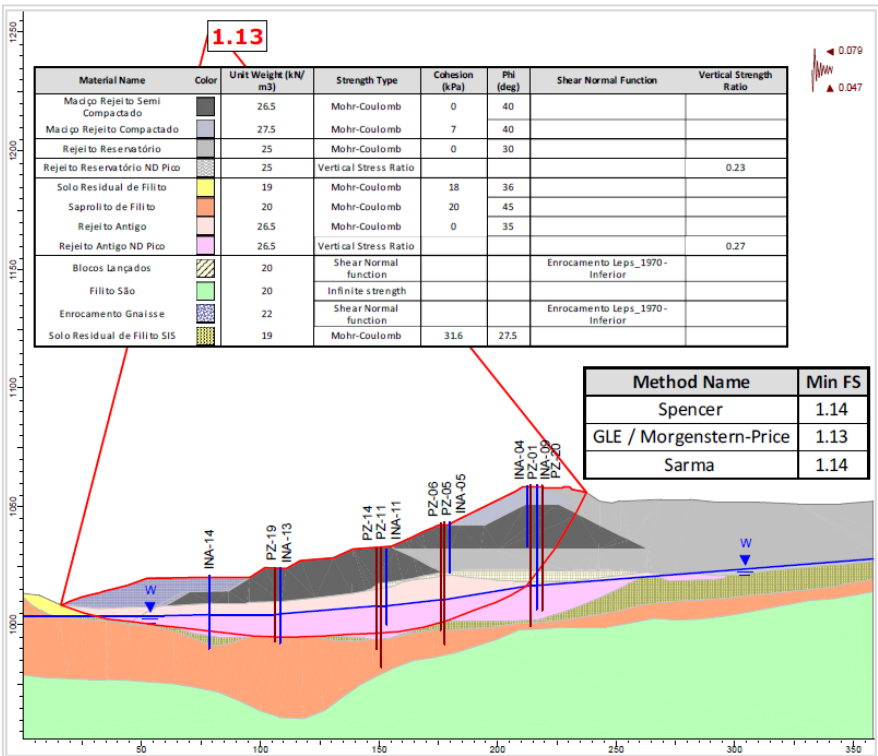 1.13
0.079
0.047
Material Name Color Unit Weight (kN/m3) Strength Type Cohesion (kPa) Phi (deg) Shear Normal Function Vertical Strength Ratio
Maciço Rejeito Semi Compactado 26.5 Mohr-Coulomb 0 40
Maciço Rejeito Compactado 27.5 Mohr-Coulomb 7 40
Rejeito Reservatório 25 Mohr-Coulomb 0 30
Rejeito Reservatório ND Pico 25 Vertical Stress Ratio 0.23
Solo Residual de Filito 19 Mohr-Coulomb 18 36
Saprolito de Filito 20 Mohr-Coulomb 20 45
Rejeito Antigo 26.5 Mohr-Coulomb 0 35
Rejeito Antigo ND Pico 26.5 Vertical Stress Ratio 0.27
Blocos Lançados 20 Shear Normal function Enrocamento Leps_1970 - Inferior
Filito São 20 Infinite strength
Enrocamento Gnaisse 22 Shear Normal function Enrocamento Leps_1970 - Inferior
Solo Residual de Filito SIS 19 Mohr-Coulomb 31.6 27.5
Method Name Min FS
Spencer 1.14
GLE / Morgenstern-Price 1.13
Sarma 1.14
INA-14
PZ-19
INA-13
PZ-14
PZ-11
INA-11
PZ-06
PZ-05
INA-05
INA-04
PZ-01
INA-09
PZ-20
W
W
1250
1200
1150
1100
1050
1000
50 100 150 200 250 300 350